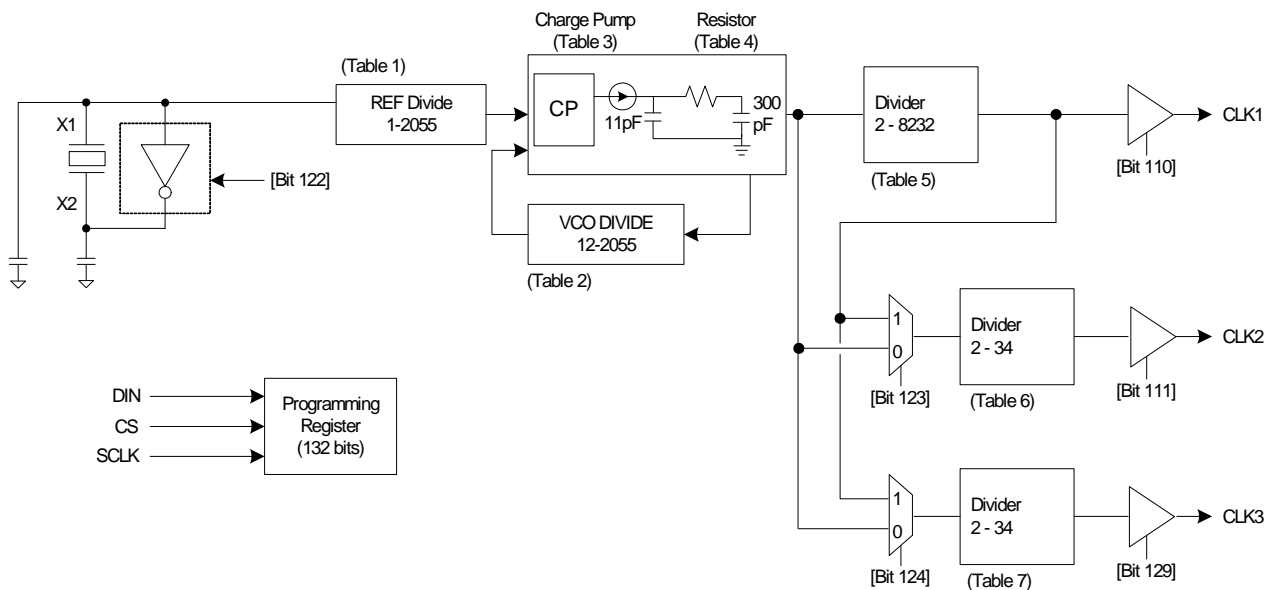 Charge Pump
(Table 3)
Resistor
(Table 4)
(Table 1)
REF Divide
1-2055
CP
11pF
300
pF
Divider
2 - 8232
(Table 5)
CLK1
[Bit 110]
X1
X2
[Bit 122]
VCO DIVIDE
12-2055
(Table 2)
1
0
[Bit 123]
Divider
2 - 34
(Table 6)
CLK2
[Bit 111]
DIN
CS
SCLK
Programming
Register
(132 bits)
1
0
[Bit 124]
Divider
2 - 34
(Table 7)
CLK3
[Bit 129]